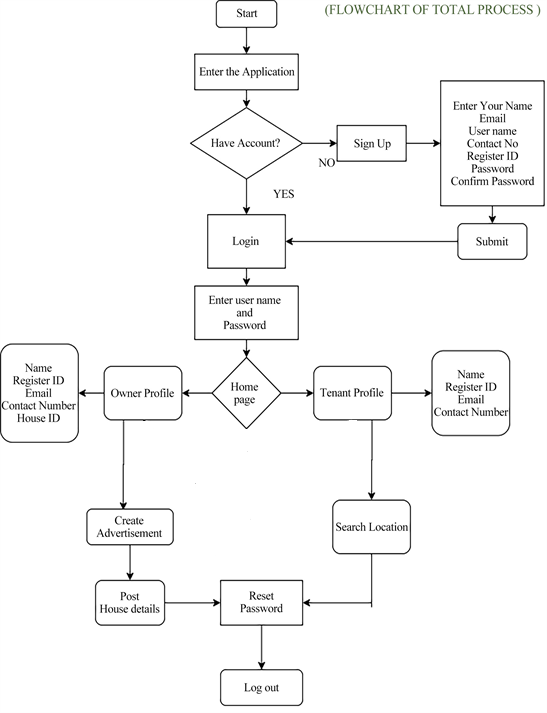 Start
(FLOWCHART OF TOTAL PROCESS )
Enter the Application
Have Account?
NO
YES
Sign Up
Enter Your Name
Email
User name
Contact No
Register ID
Password
Confirm Password
Submit
Login
Enter user name
and
Password
Home
page
Owner Profile
Name
Register ID
Email
Contact Number
House ID
Tenant Profile
Name
Register ID
Email
Contact Number
Create
Advertisement
Search Location
Post
House details
Reset
Password
Log out